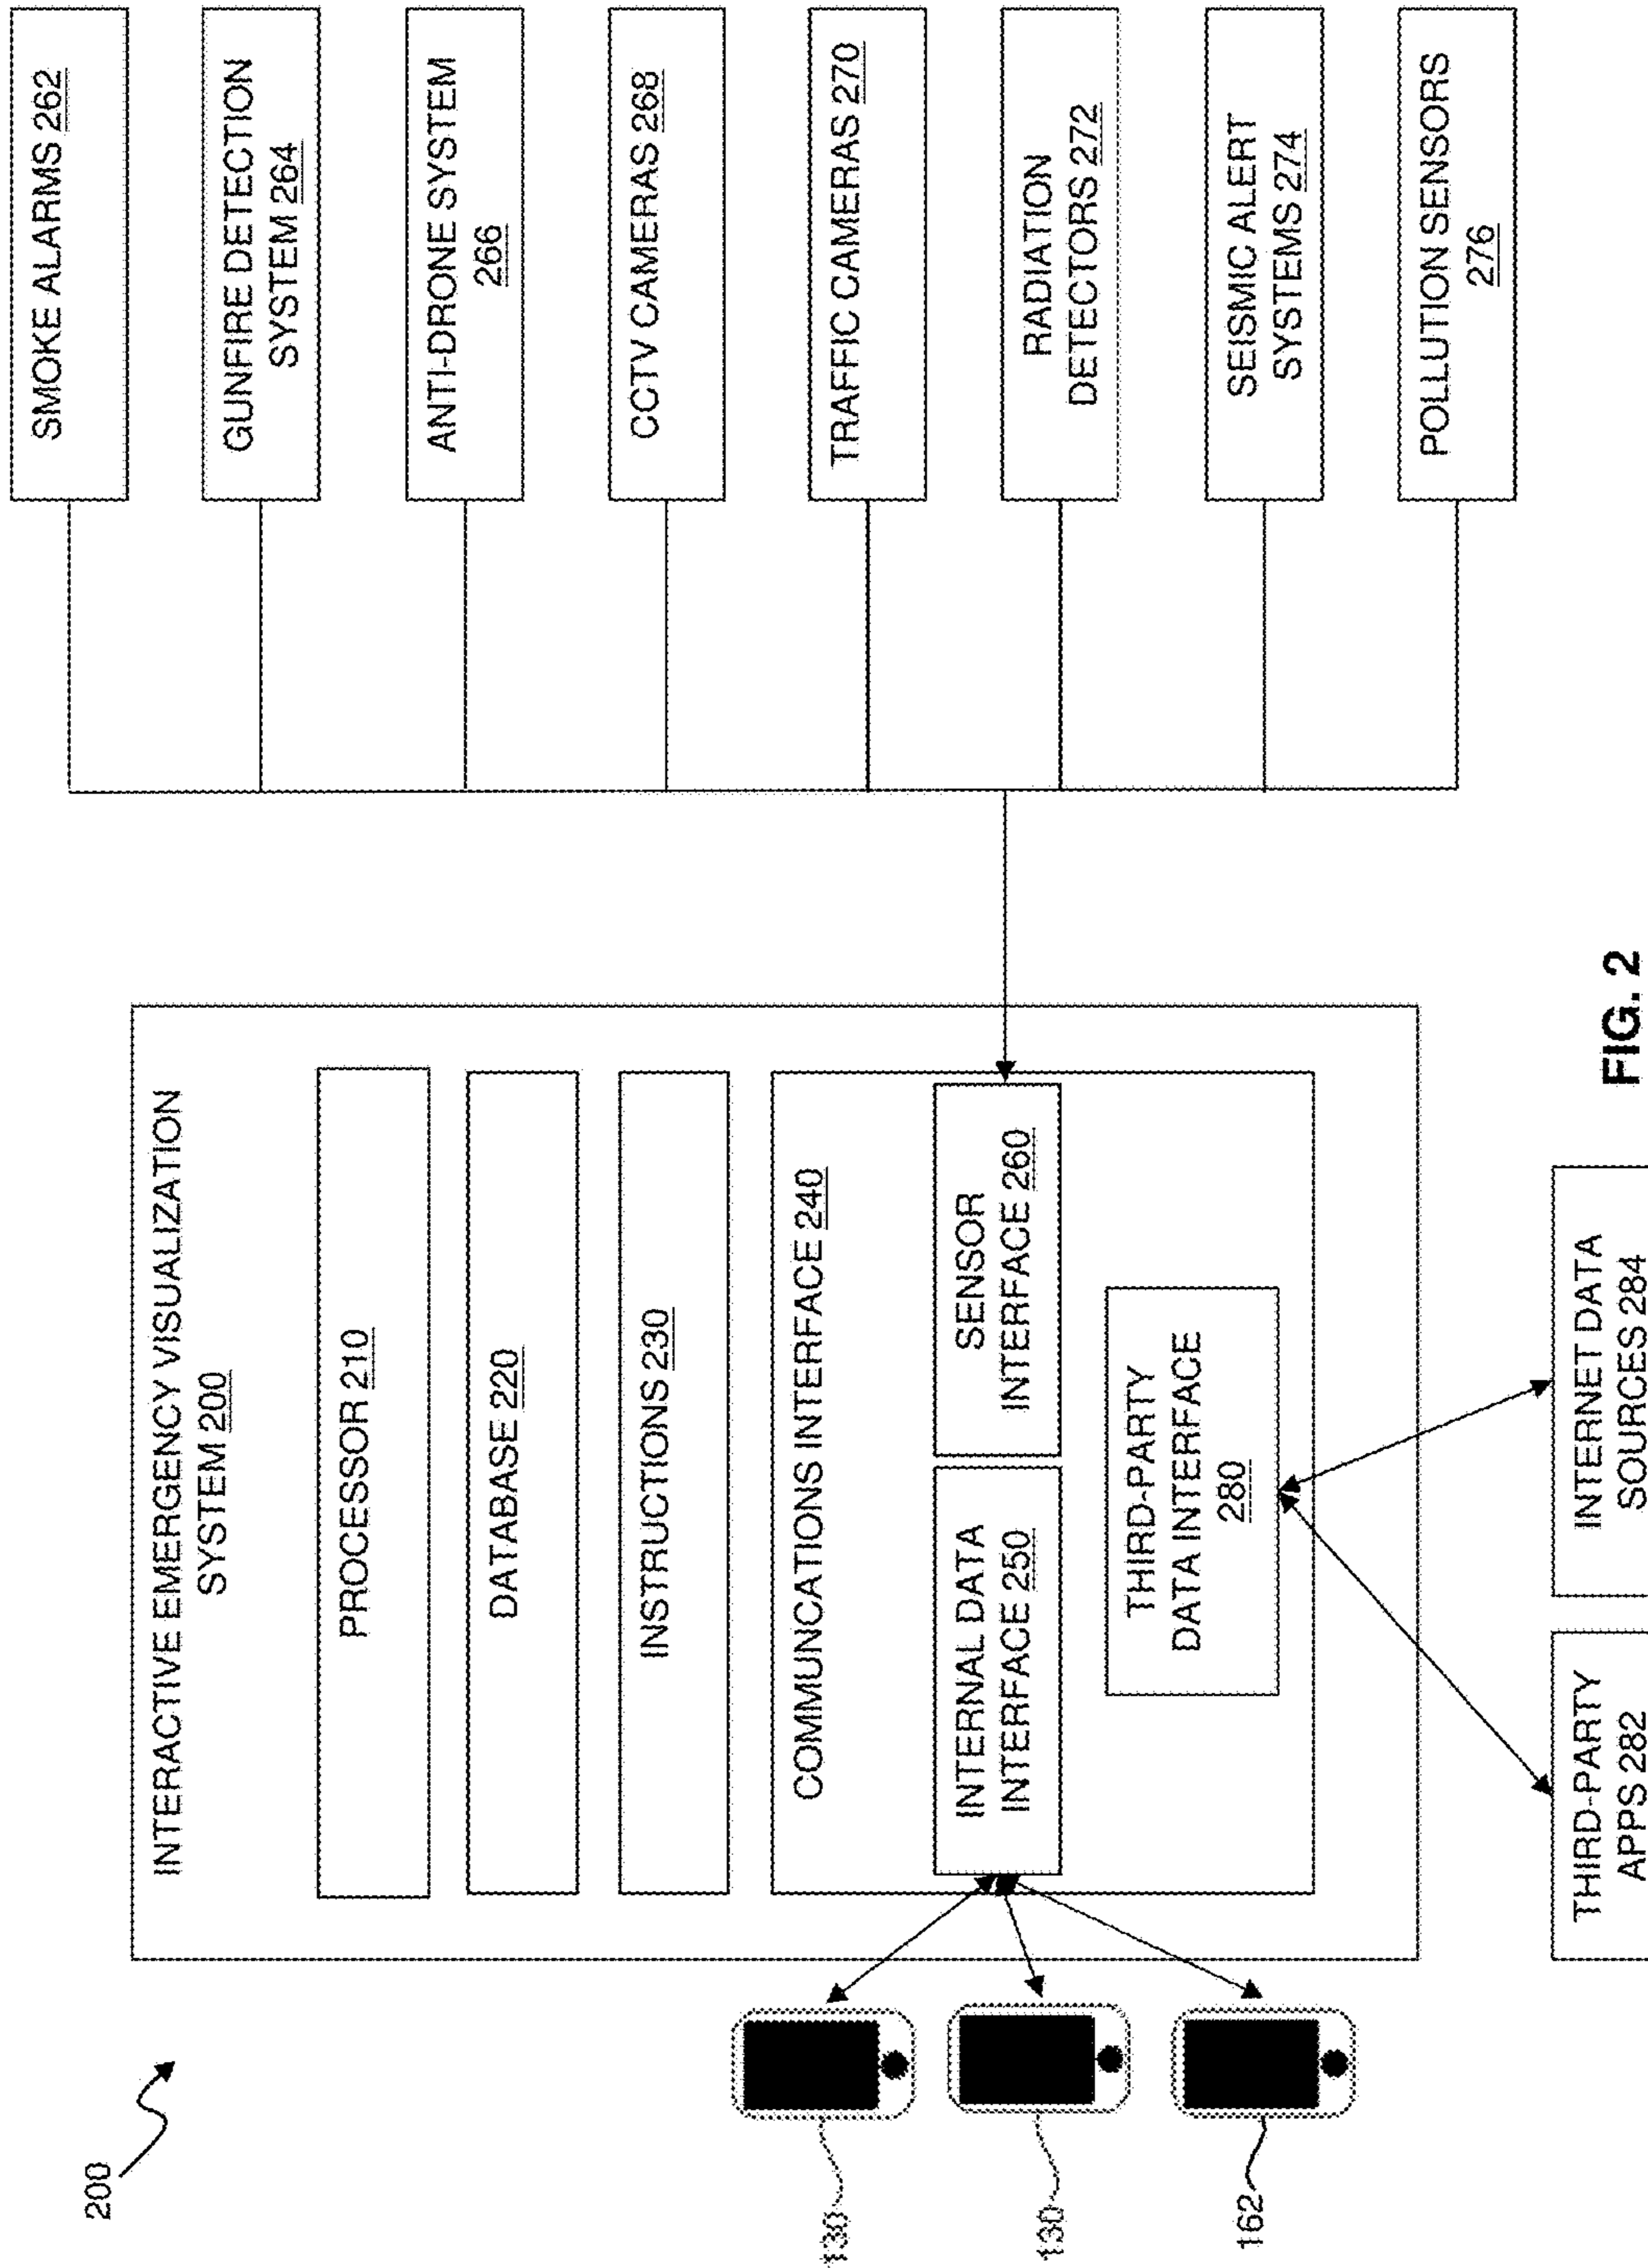 200
INTERACTIVE EMERGENCY VISUALIZATION
SYSTEM 200
PROCESSOR 210
DATABASE 220
INSTRUCTIONS 230
COMMUNCATIONS INTERFACE 240
INTERNAL DATA
INTERFACE 250
SENSOR
INTERFACE 260
THIRD-PARTY
DATA INTERFACE
280
130
130
162
THIRD-PARTY
APPS 282
INTERNET DATA
SOURCES 284
SMOKE ALARMS 262
GUNFIRE DETECTION
SYSTEM 264
ANTI-DRONE SYSTEM
266
CCTV CAMERAS 268
TRAFFIC CAMERAS 270
RADIATION
DETECTORS 272
SEISMIC ALERT
SYSTEMS 274
POLLUTION SENSORS
276
FIG. 2